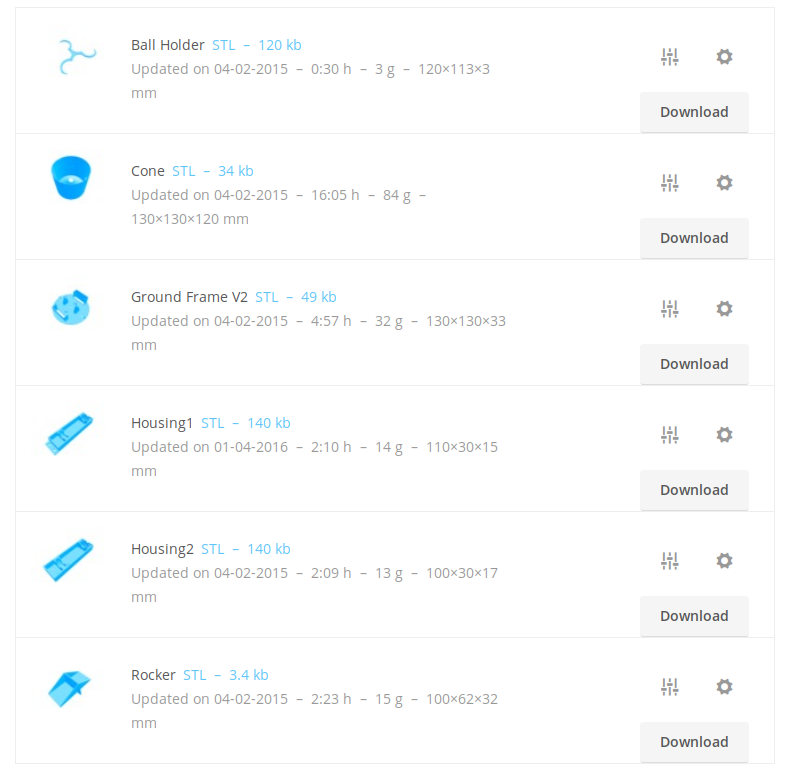 Ball Holder STL – 120 kb
Updated on 04-02-2015 – 0:30 h – 3 g – 120×113×3
mm
Download
Cone STL – 34 kb
Updated on 04-02-2015 – 16:05 h – 84 g –
130×130×120 mm
Download
Ground Frame V2 STL – 49 kb
Updated on 04-02-2015 – 4:57 h – 32 g – 130×130×33
mm
Download
Housing1 STL – 140 kb
Updated on 01-04-2016 – 2:10 h – 14 g – 110×30×15
mm
Download
Housing2 STL – 140 kb
Updated on 04-02-2015 – 2:09 h – 13 g – 100×30×17
mm
Download
Rocker STL – 3.4 kb
Updated on 04-02-2015 – 2:23 h – 15 g – 100×62×32
mm
Download